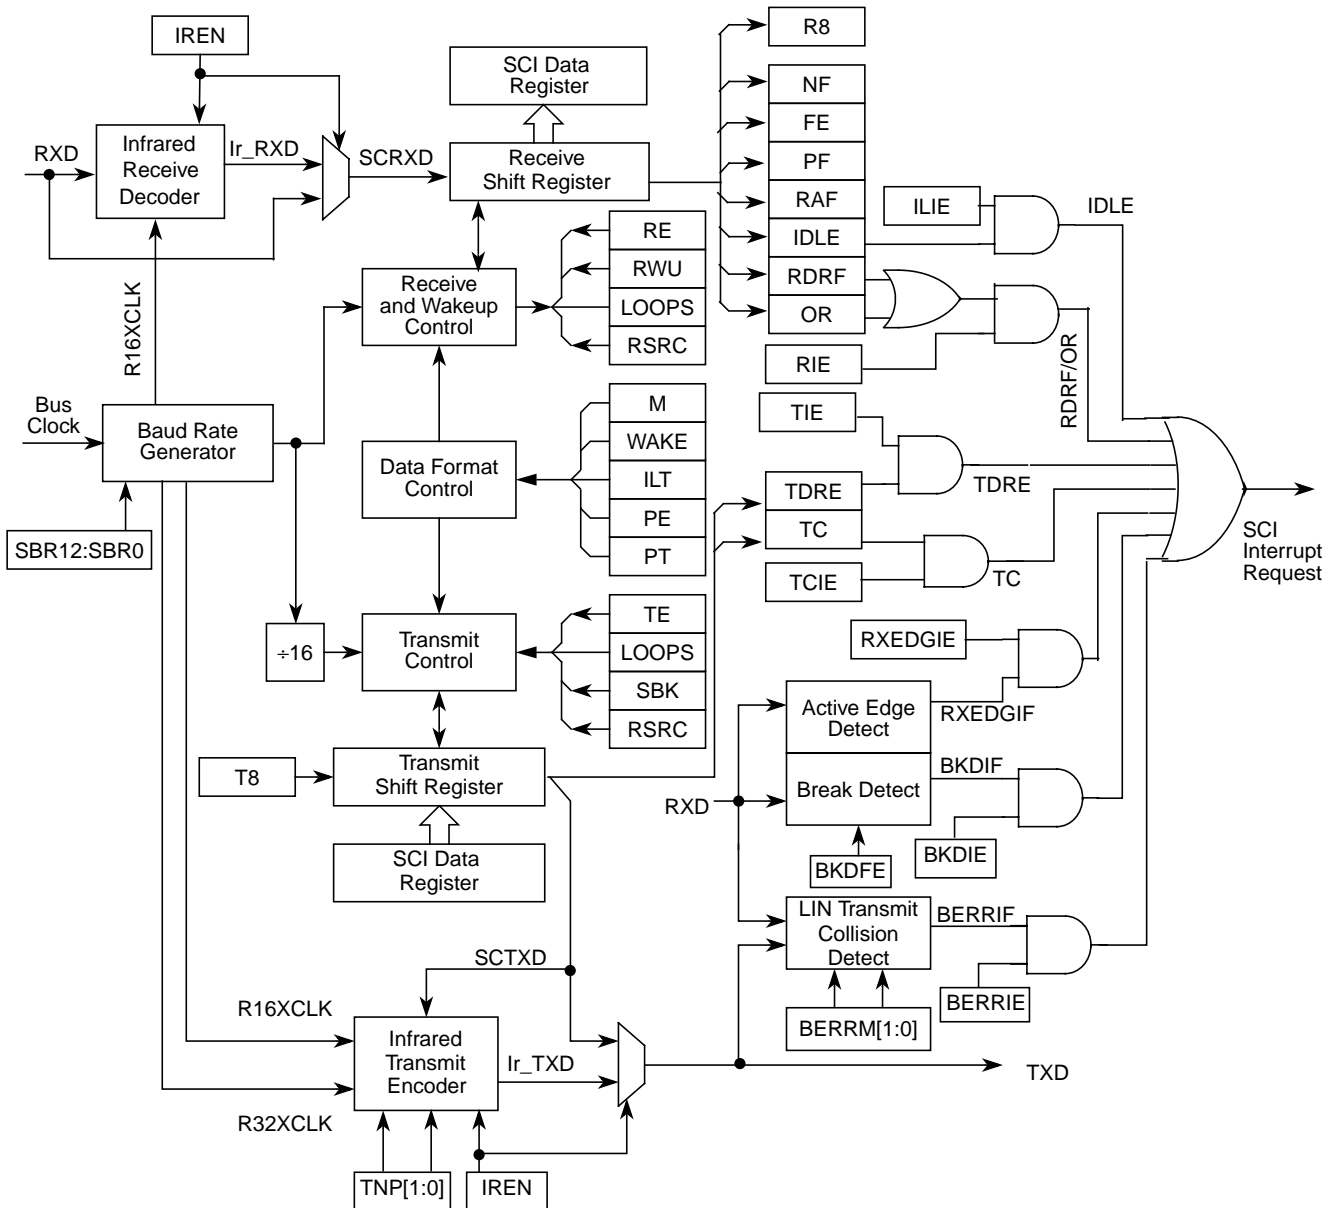 IREN
SCI Data
Register
R8
NF
FE
PF
RAF
IDLE
RDRF
OR
RXD
Infrared
Receive
Decoder
Ir_RXD
SCRXD
Receive
Shift Register
ILIE
IDLE
RE
RWU
LOOPS
RSRC
Receive
and Wakeup
Control
R16XCLK
RIE
RDRF/OR
Bus
Clock
Baud Rate
Generator
SBR12:SBR0
M
WAKE
ILT
PE
PT
Data Format
Control
TIE
TDRE
TC
TCIE
TDRE
TC
SCI
Interrupt
Request
÷16
Transmit
Control
TE
LOOPS
SBK
RSRC
RXEDGIE
Active Edge
Detect
RXEDGIF
T8
Transmit
Shift Register
RXD
Break Detect
BKDIF
BKDIE
BKDFE
SCI Data
Register
LIN Transmit
Collision
Detect
BERRIF
BERRIE
BERRM[1:0]
SCTXD
R16XCLK
R32XCLK
Infrared
Transmit
Encoder
Ir_TXD
TXD
TNP[1:0]
IREN